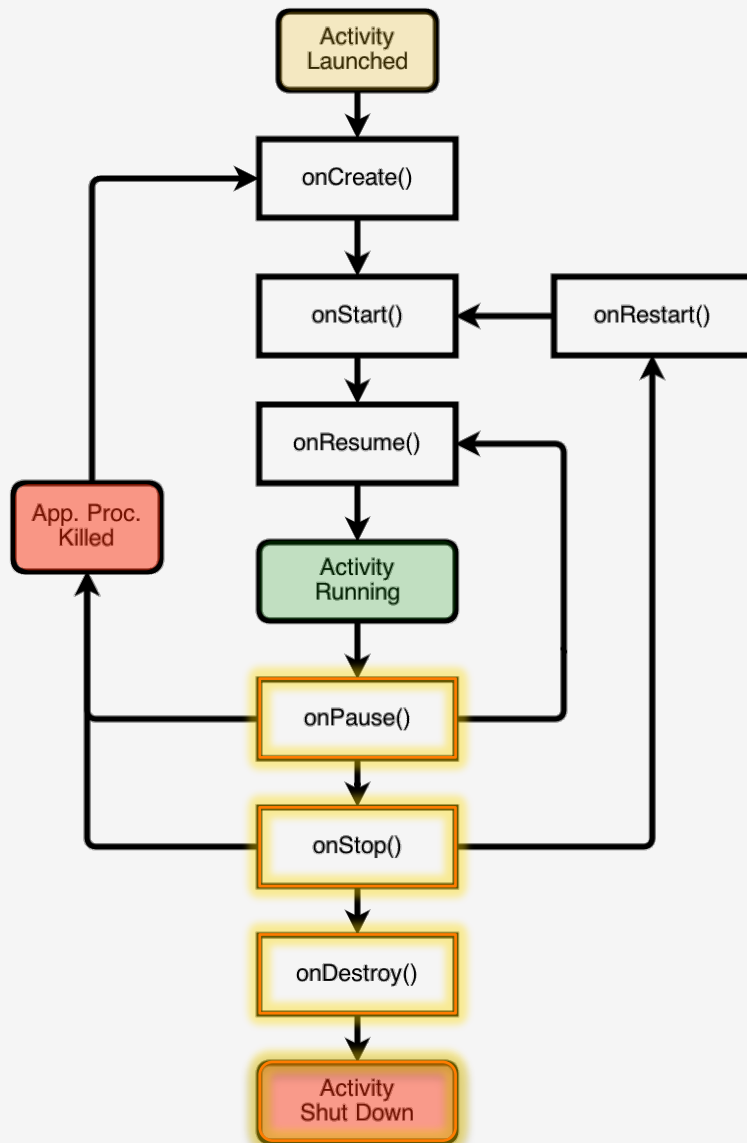 Activity
Launched
onCreate()
onStart()
onRestart()
onResume()
App. Proc.
Killed
Activity
Running
onPause()
onStop()
onDestroy()
Activity
Shut Down